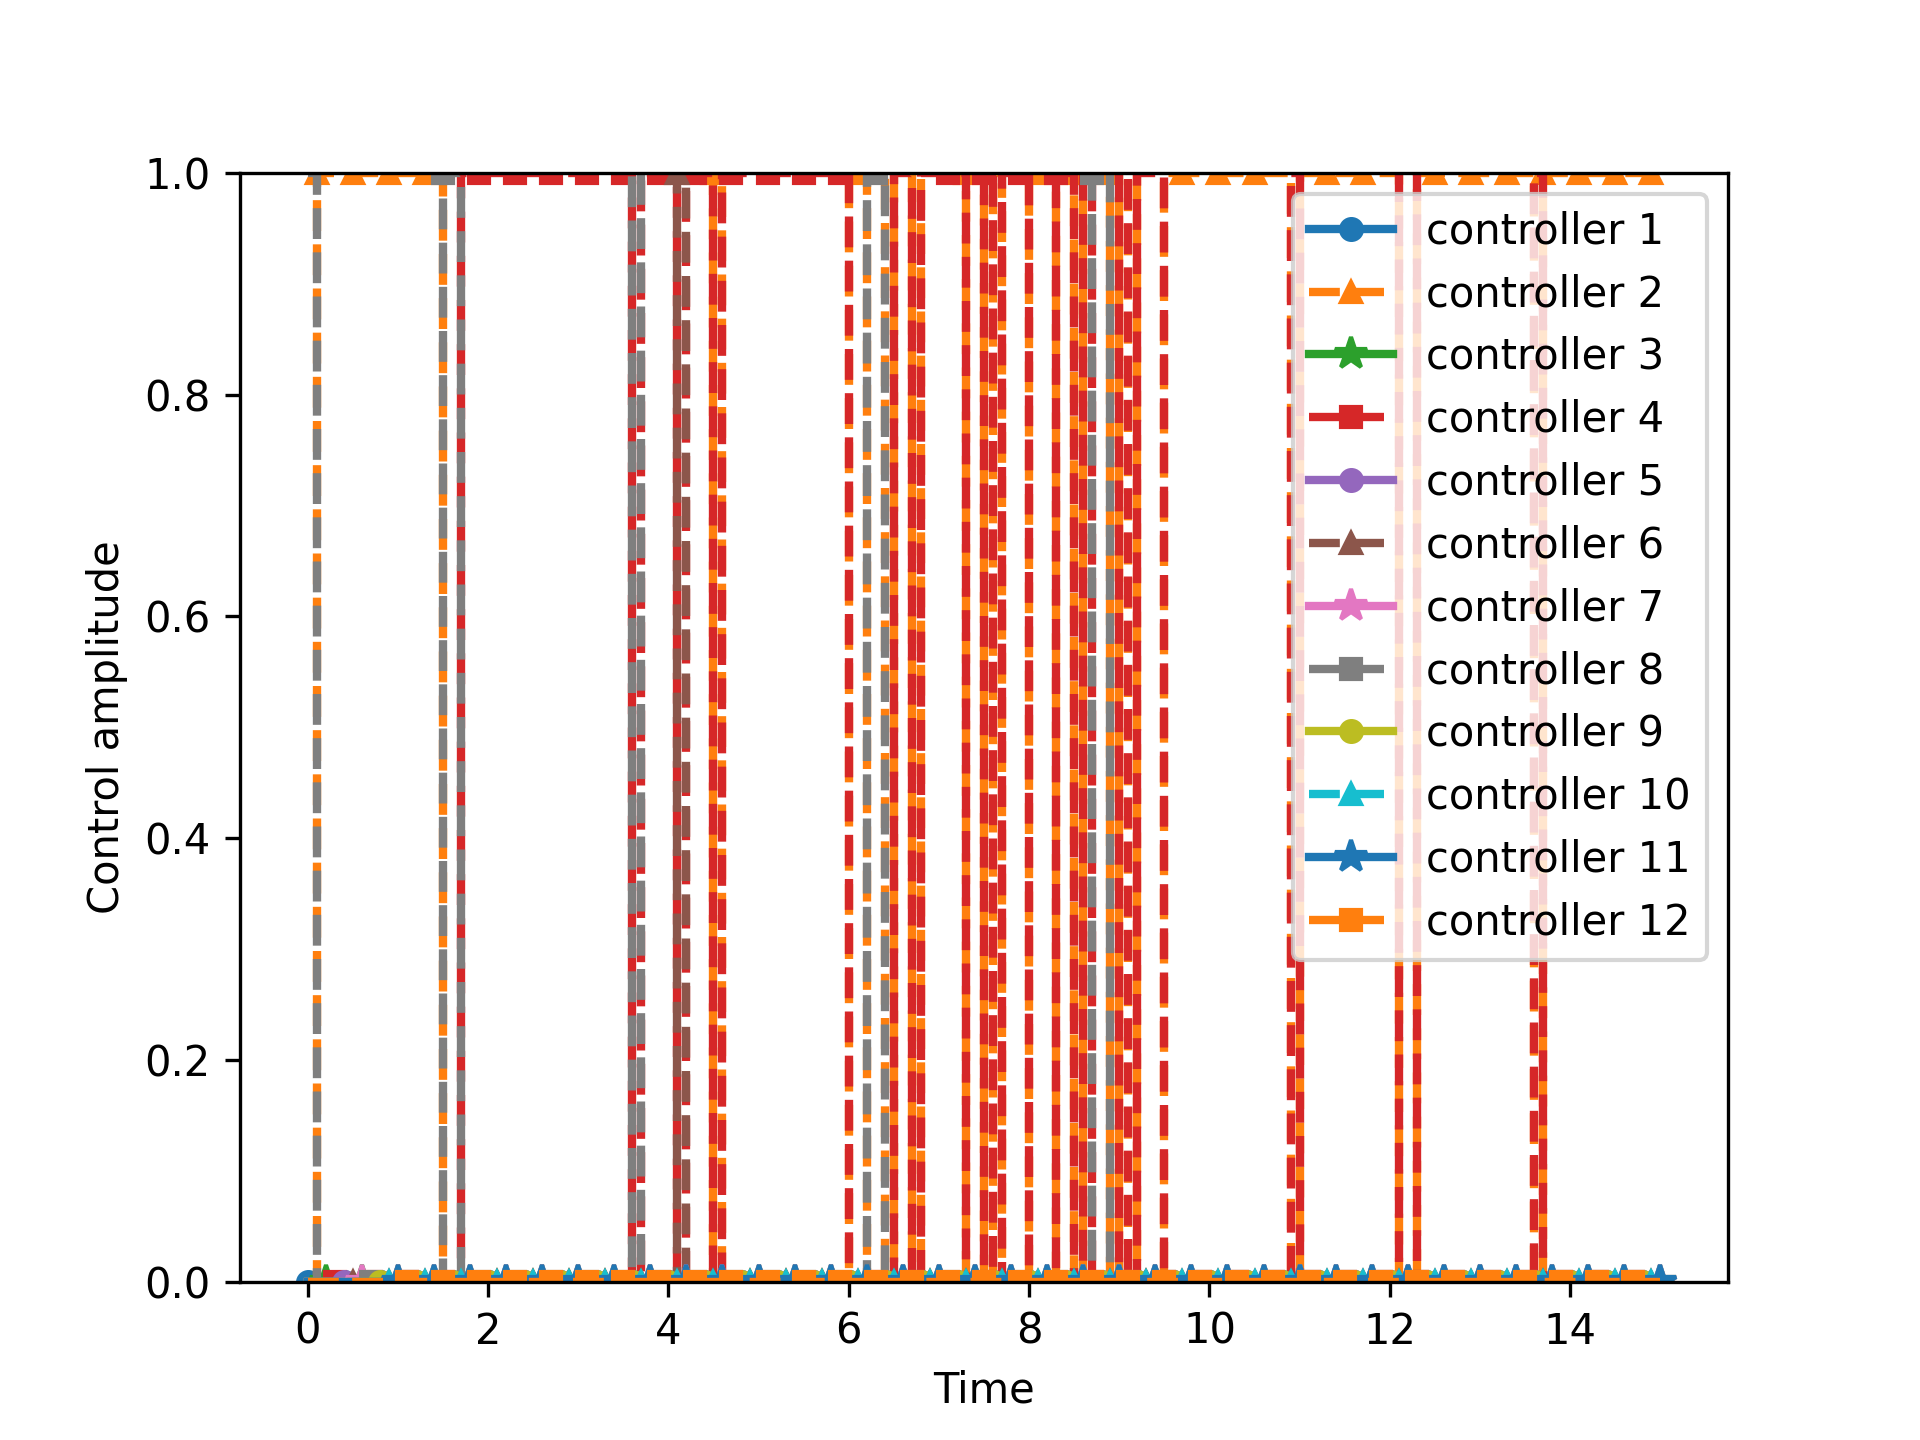 1.0
0.8
0.6
0.4
0.2
0.0
Control amplitude
0 2 4 6 8 10 12 14
Time
controller 1
controller 2
controller 3
controller 4
controller 5
controller 6
controller 7
controller 8
controller 9
controller 10
controller 11
controller 12